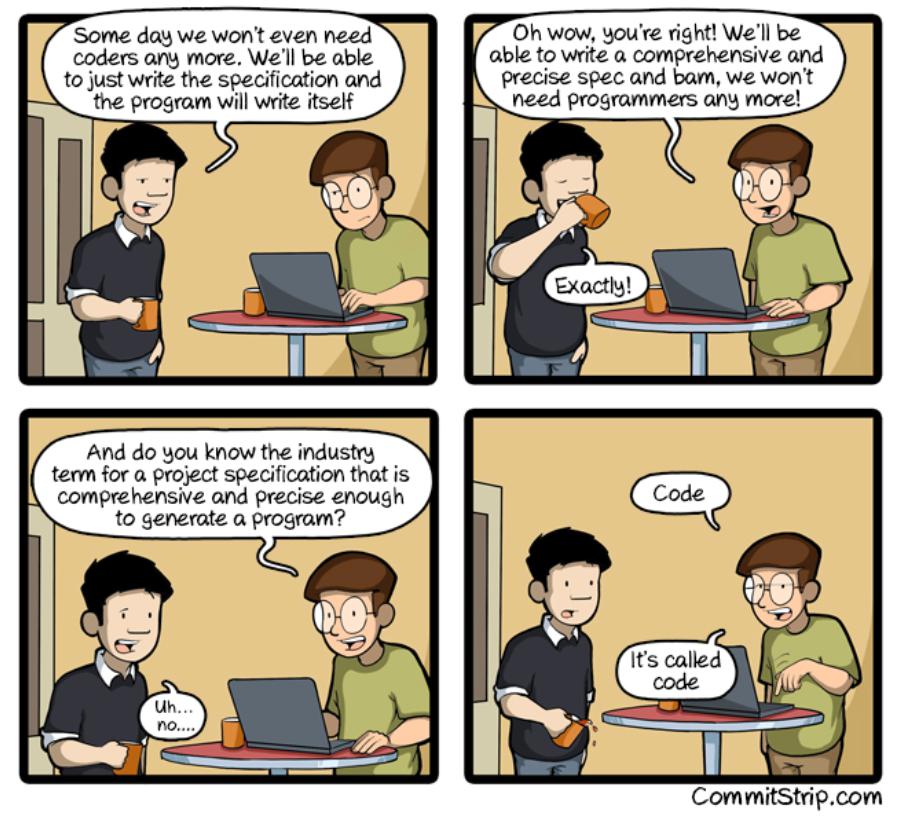 Some day we won't even need
coders any more. We'll be able
to just write the specification and
the program will write itself
Oh wow, you're right! We'll be
able to write a comprehensive and
precise spec and bam, we won't
need programmers any more!
Exactly!
And do you know the industry
term for a project specification that is
comprehensive and precise enough
to generate a program?
Uh...
no....
Code
It's called
code
CommitStrip.com